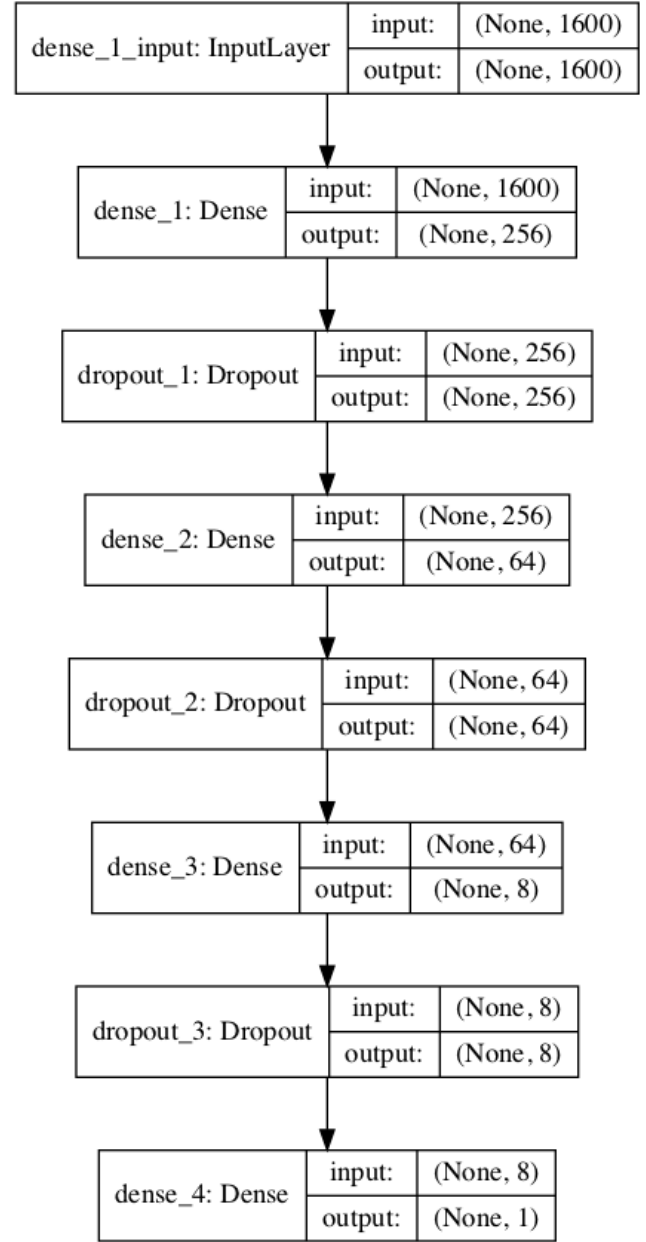 dense_1_input: InputLayer
input: (None, 1600)
output: (None, 1600)
dense_1: Dense
input: (None, 1600)
output: (None, 256)
dropout_1: Dropout
input: (None, 256)
output: (None, 256)
dense_2: Dense
input: (None, 256)
output: (None, 64)
dropout_2: Dropout
input: (None, 64)
output: (None, 64)
dense_3: Dense
input: (None, 64)
output: (None, 8)
dropout_3: Dropout
input: (None, 8)
output: (None, 8)
dense_4: Dense
input: (None, 8)
output: (None, 1)